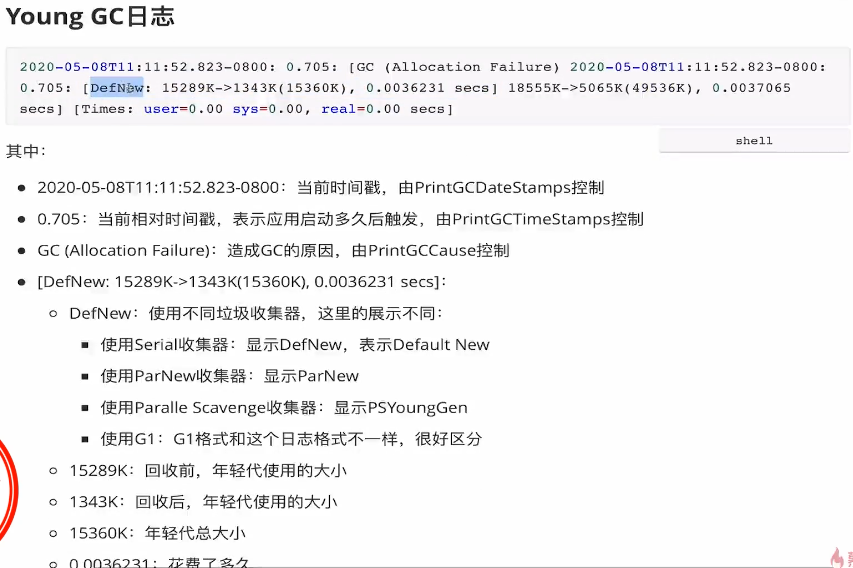 Young GC日志
2020-05-08T11:11:52.823-0800: 0.705: [GC (Allocation Failure) 2020-05-08T11:11:52.823-0800:
0.705: [DefNew: 15289K->1343K(15360K), 0.0036231 secs] 18555K->5065K(49536K), 0.0037065
secs] [Times: user=0.00 sys=0.00, real=0.00 secs]
shell
其中：
2020-05-08T11:11:52.823-0800：当前时间戳，由PrintGCDateStamps控制
0.705：当前相对时间戳，表示应用启动多久后触发，由PrintGCTimeStamps控制
GC (Allocation Failure)：造成GC的原因，由PrintGCCause控制
[DefNew: 15289K->1343K(15360K), 0.0036231 secs]：
DefNew：使用不同垃圾收集器，这里的展示不同：
使用Serial收集器：显示DefNew，表示Default New
使用ParNew收集器：显示ParNew
使用Paralle Scavenge收集器：显示PSYoungGen
使用G1：G1格式和这个日志格式不一样，很好区分
15289K：回收前，年轻代使用的大小
1343K：回收后，年轻代使用的大小
15360K：年轻代总大小
0.0036231：花费了多久